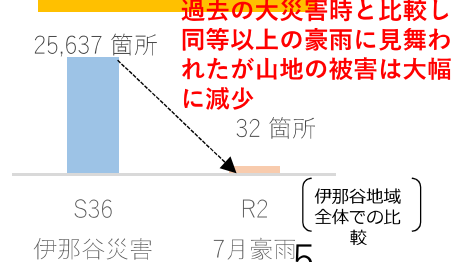 過去の大災害時と比較し
同等以上の豪雨に見舞わ
れたが山地の被害は大幅
に減少
25,637 箇所
32 箇所
S36
伊那谷災害
R2
7月豪雨
伊那谷地域
全体での比
較
5